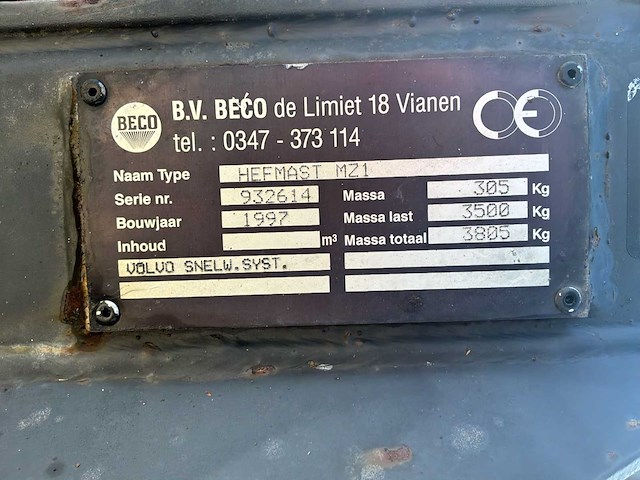 BECO B.V. BECO de Limiet 18 Vianen CE
tel. : 0347 - 373 114
Naam Type HEFMAST MZ1
Serie nr. 932614 Massa 305 Kg
Bouwjaar 1997 Massa last 3500 Kg
Inhoud m³ Massa totaal 3805 Kg
VOLVO SNELW.SYST.